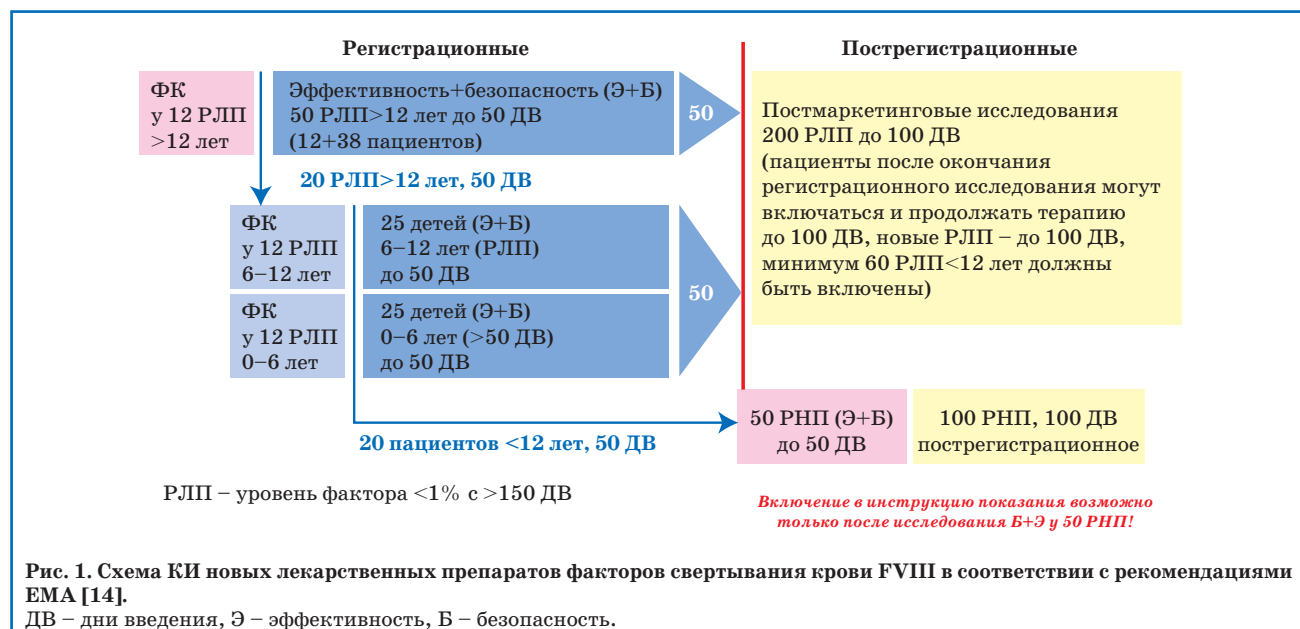 Регистрационные
Пострегистрационные
ФК
у 12 РЛП
>12 лет
Эффективность+безопасность (Э+Б)
50 РЛП>12 лет до 50 ДВ
(12+38 пациентов)
50
20 РЛП>12 лет, 50 ДВ
ФК
у 12 РЛП
6–12 лет
25 детей (Э+Б)
6–12 лет (РЛП)
до 50 ДВ
ФК
у 12 РЛП
0–6 лет
25 детей (Э+Б)
0–6 лет (>50 ДВ)
до 50 ДВ
50
Постмаркетинговые исследования
200 РЛП до 100 ДВ
(пациенты после окончания
регистрационного исследования могут
включаться и продолжать терапию
до 100 ДВ, новые РЛП – до 100 ДВ,
минимум 60 РЛП<12 лет должны
быть включены)
20 пациентов <12 лет, 50 ДВ
50 РНП (Э+Б)
до 50 ДВ
100 РНП, 100 ДВ
пострегистрационное
РЛП – уровень фактора <1% с >150 ДВ
Включение в инструкцию показания возможно
только после исследования Б+Э у 50 РНП!
Рис. 1. Схема КИ новых лекарственных препаратов факторов свертывания крови FVIII в соответствии с рекомендациями
EMA [14].
ДВ – дни введения, Э – эффективность, Б – безопасность.